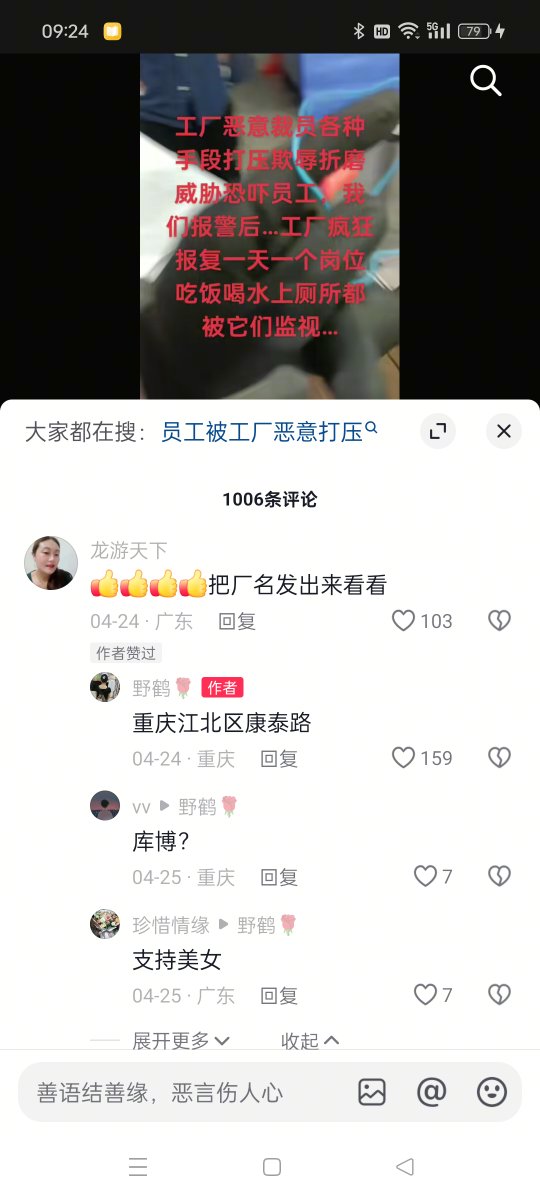 09:24
HD
5G
79
工厂恶意裁员各种
手段打压欺辱折磨
威胁恐吓员工，我
们报警后...工厂疯狂
报复一天一个岗位
吃饭喝水上厕所都
被它们监视...
大家都在搜：员工被工厂恶意打压
1006条评论
龙游天下
👍👍👍👍把厂名发出来看看
04-24 · 广东 回复 103
作者赞过
野鹤🌹 作者
重庆江北区康泰路
04-24 · 重庆 回复 159
vv ▶ 野鹤🌹
库博？
04-25 · 重庆 回复 7
珍惜情缘 ▶ 野鹤🌹
支持美女
04-25 · 广东 回复 7
展开更多 收起
善语结善缘，恶言伤人心